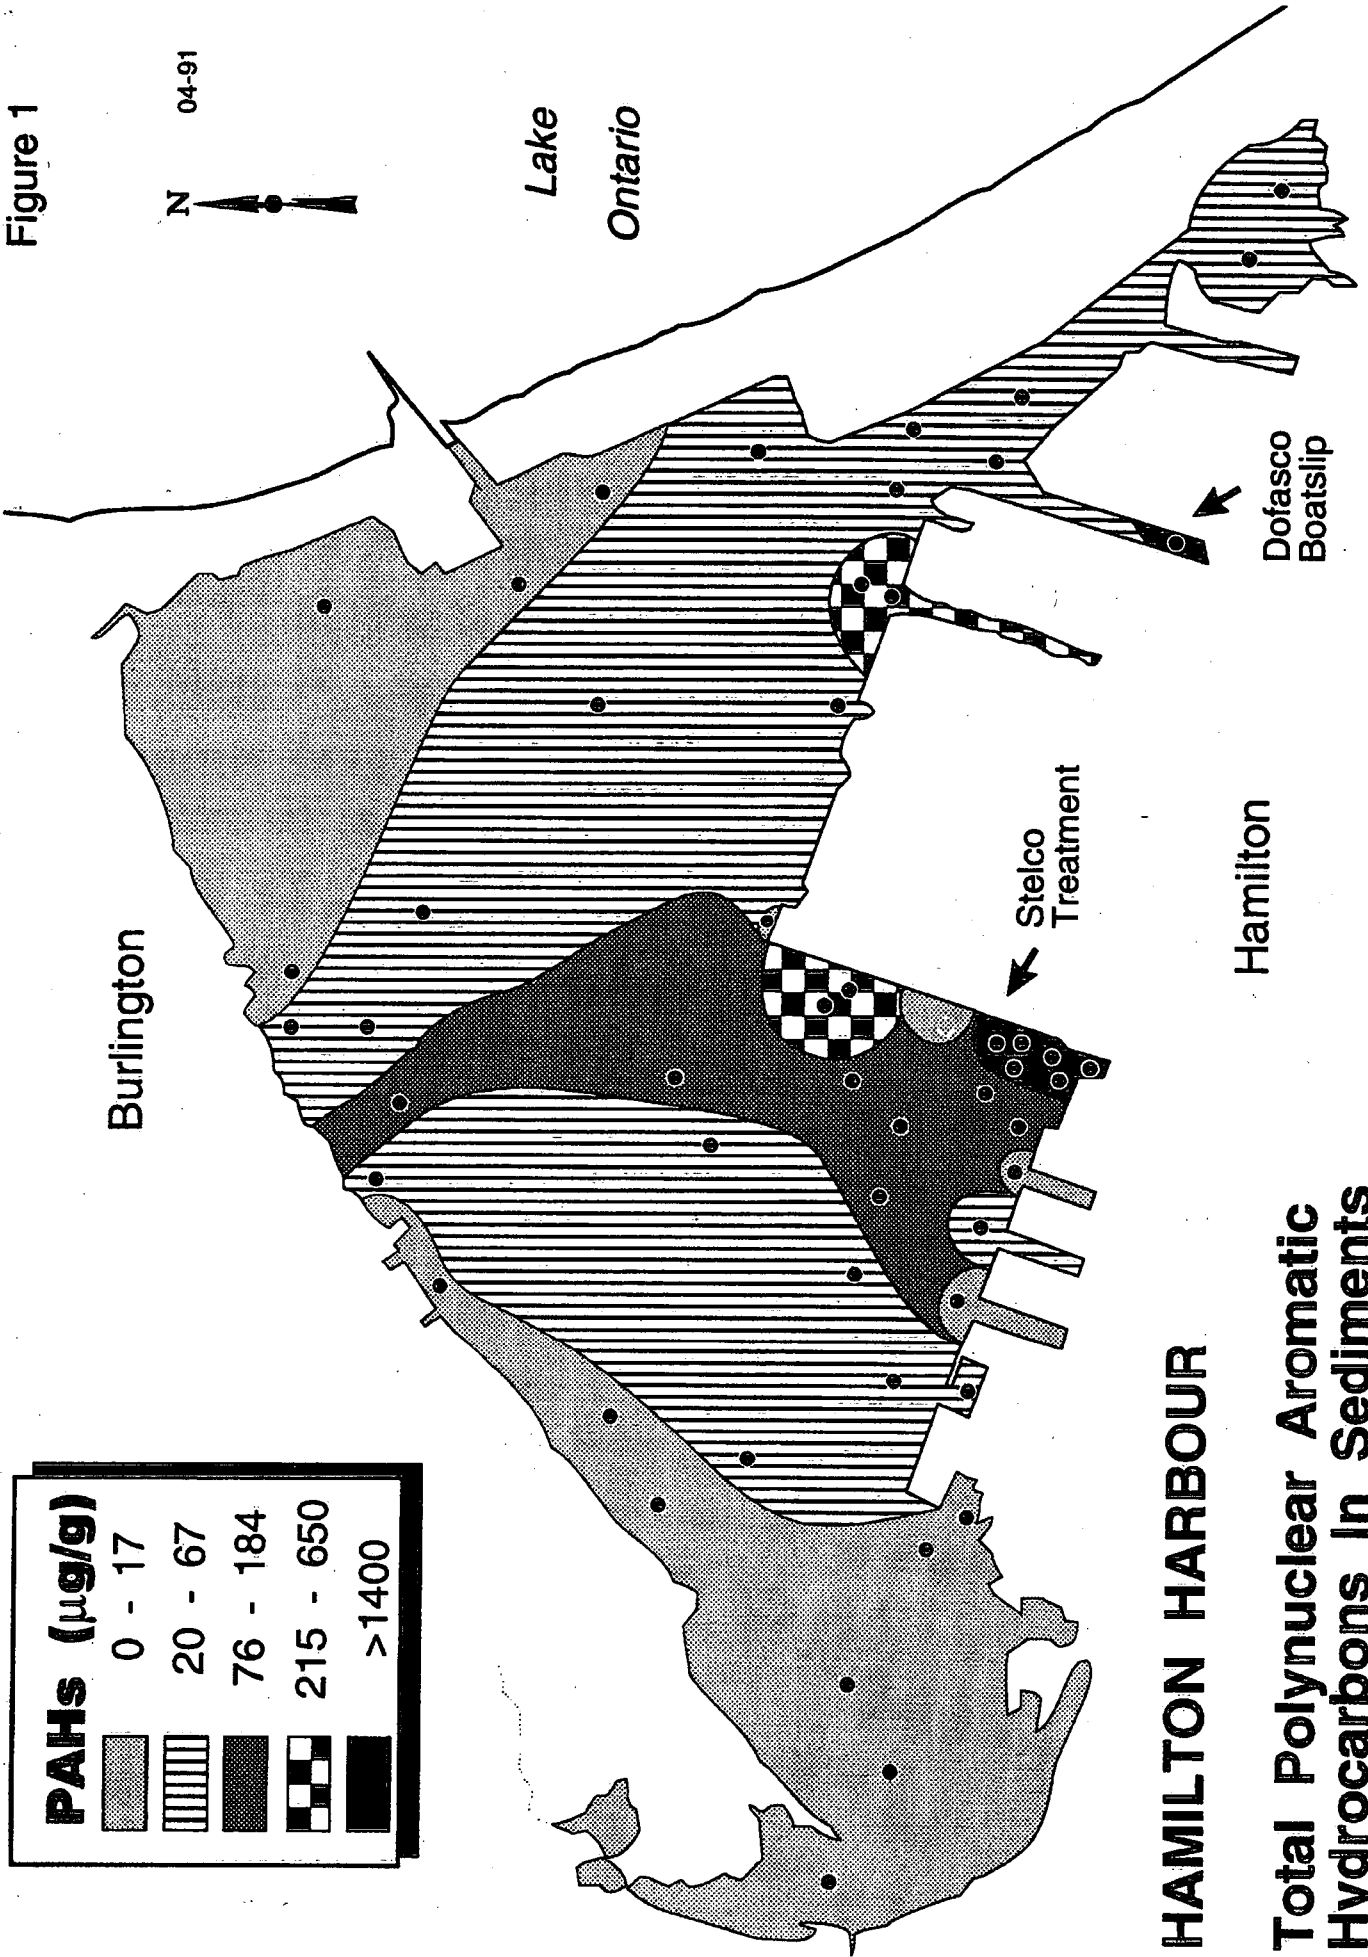 Figure 1
N
04-91
PAHs (μg/g)
0 - 17
20 - 67
76 - 184
215 - 650
>1400
Burlington
Lake
Ontario
Stelco
Treatment
Dofasco
Boatslip
Hamilton
HAMILTON HARBOUR
Total Polynuclear Aromatic
Hydrocarbons In Sediments